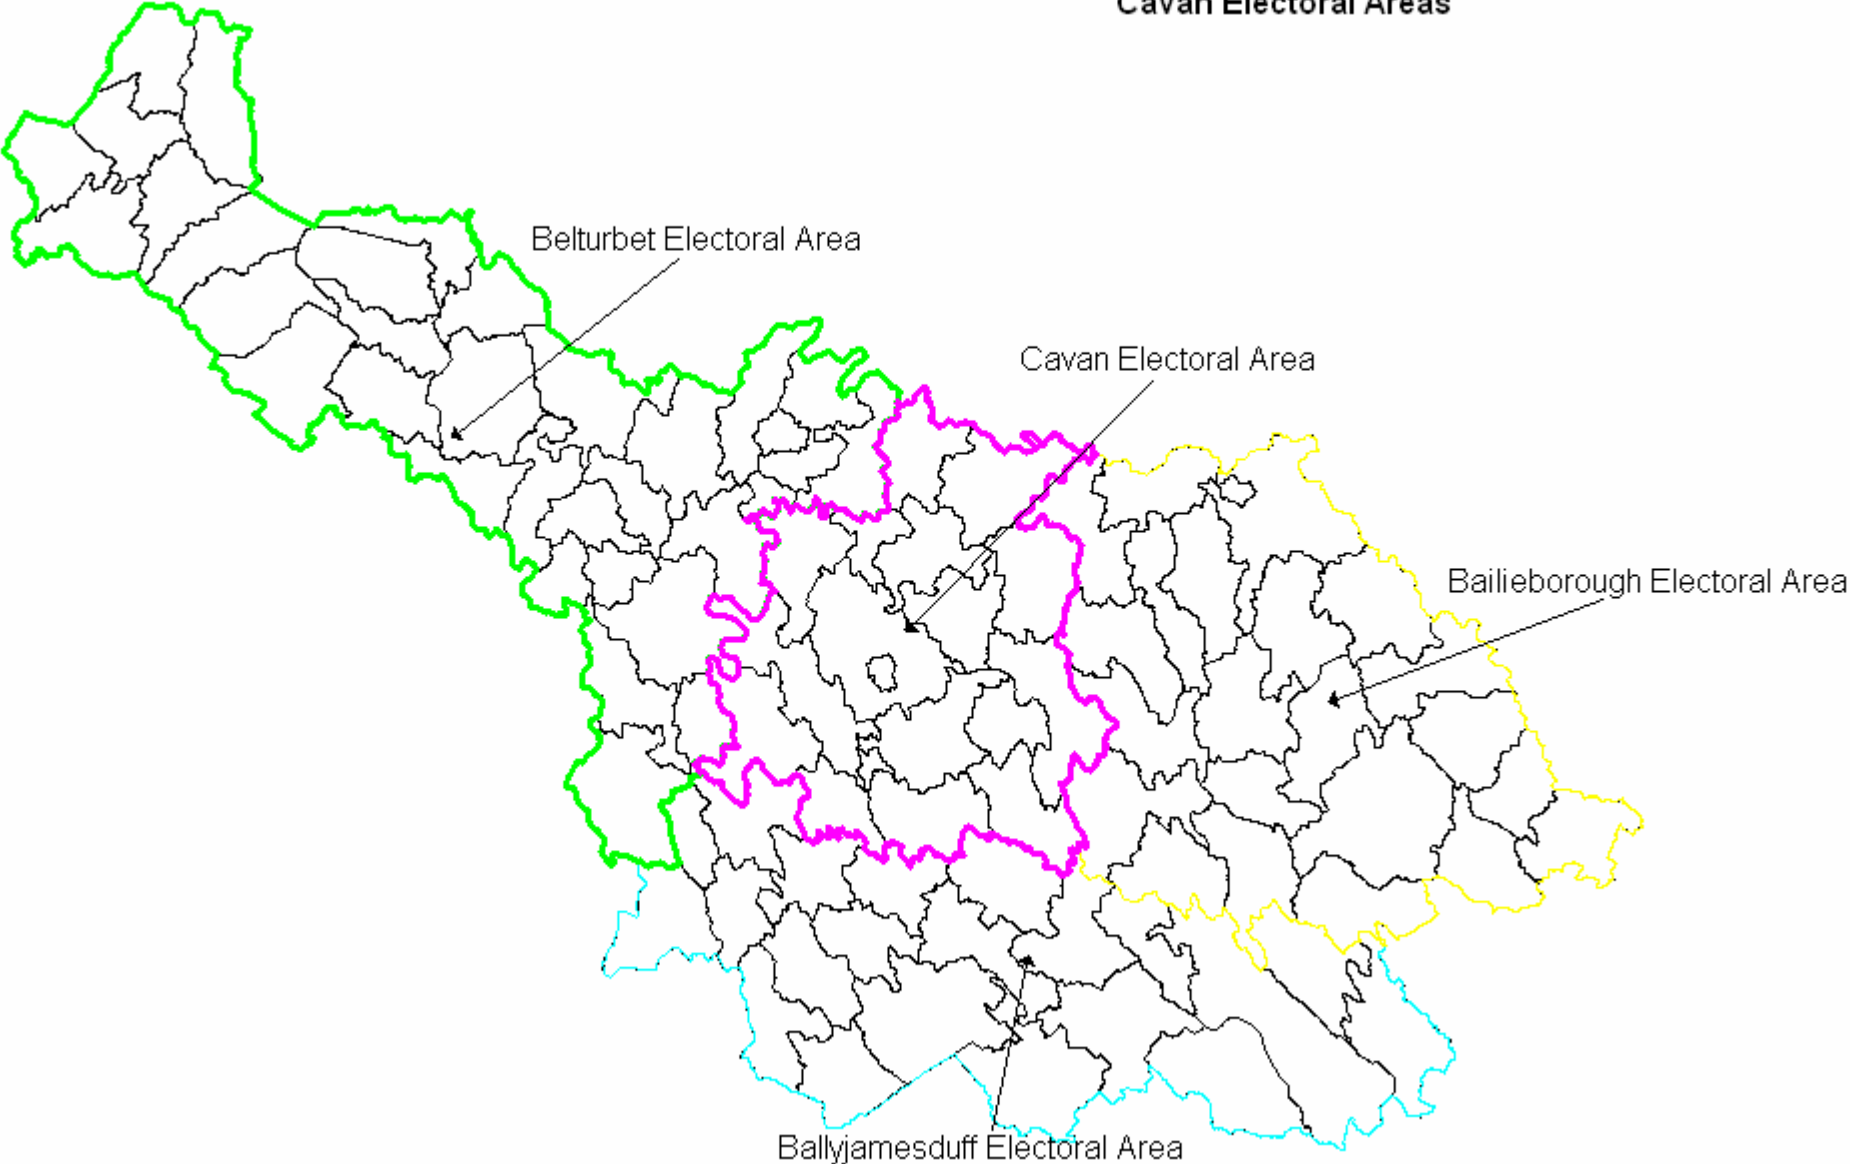 Cavan Electoral Areas
Belturbet Electoral Area
Cavan Electoral Area
Bailieborough Electoral Area
Ballyjamesduff Electoral Area